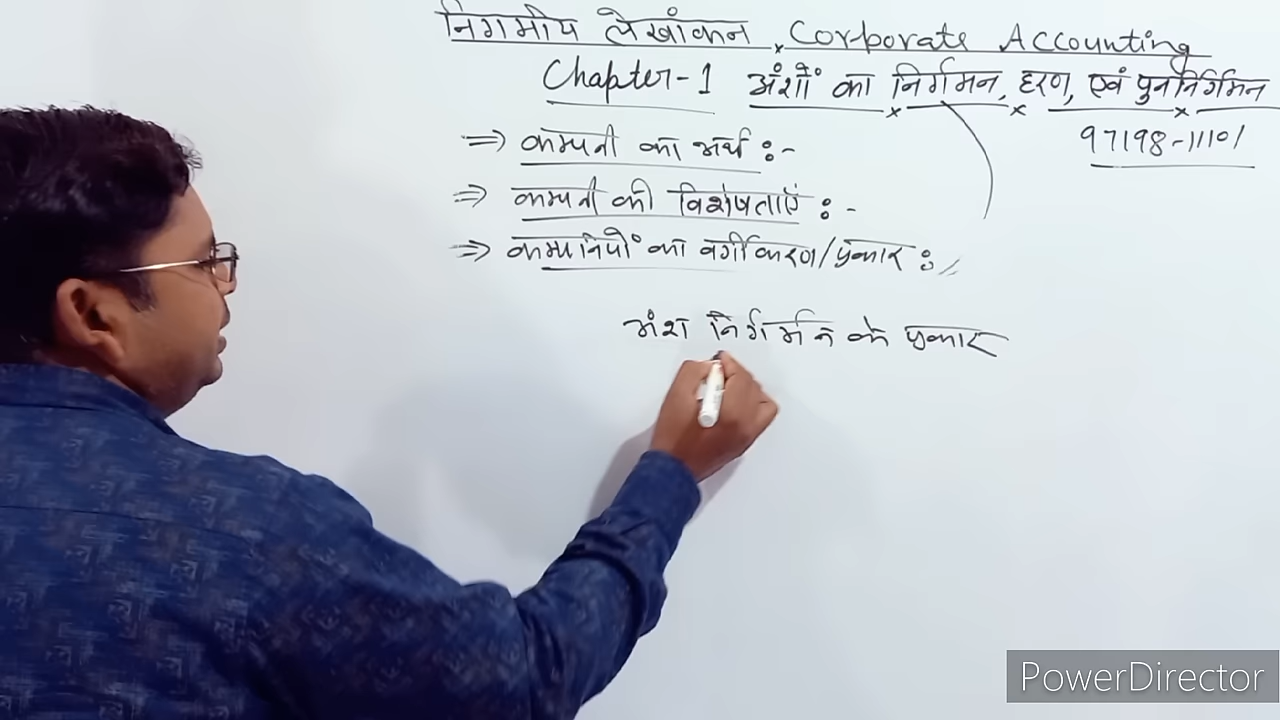 निगमीय लेखांकन, Corporate Accounting
Chapter-1 अंशों का निर्गमन, हरण, एवं पुनर्निर्गमन
97198-11101
⇒ कम्पनी का अर्थ :-
⇒ कम्पनी की विशेषताएं :-
⇒ कम्पनियों का वर्गीकरण/प्रकार :-
अंश निर्गमन के प्रकार
PowerDirector